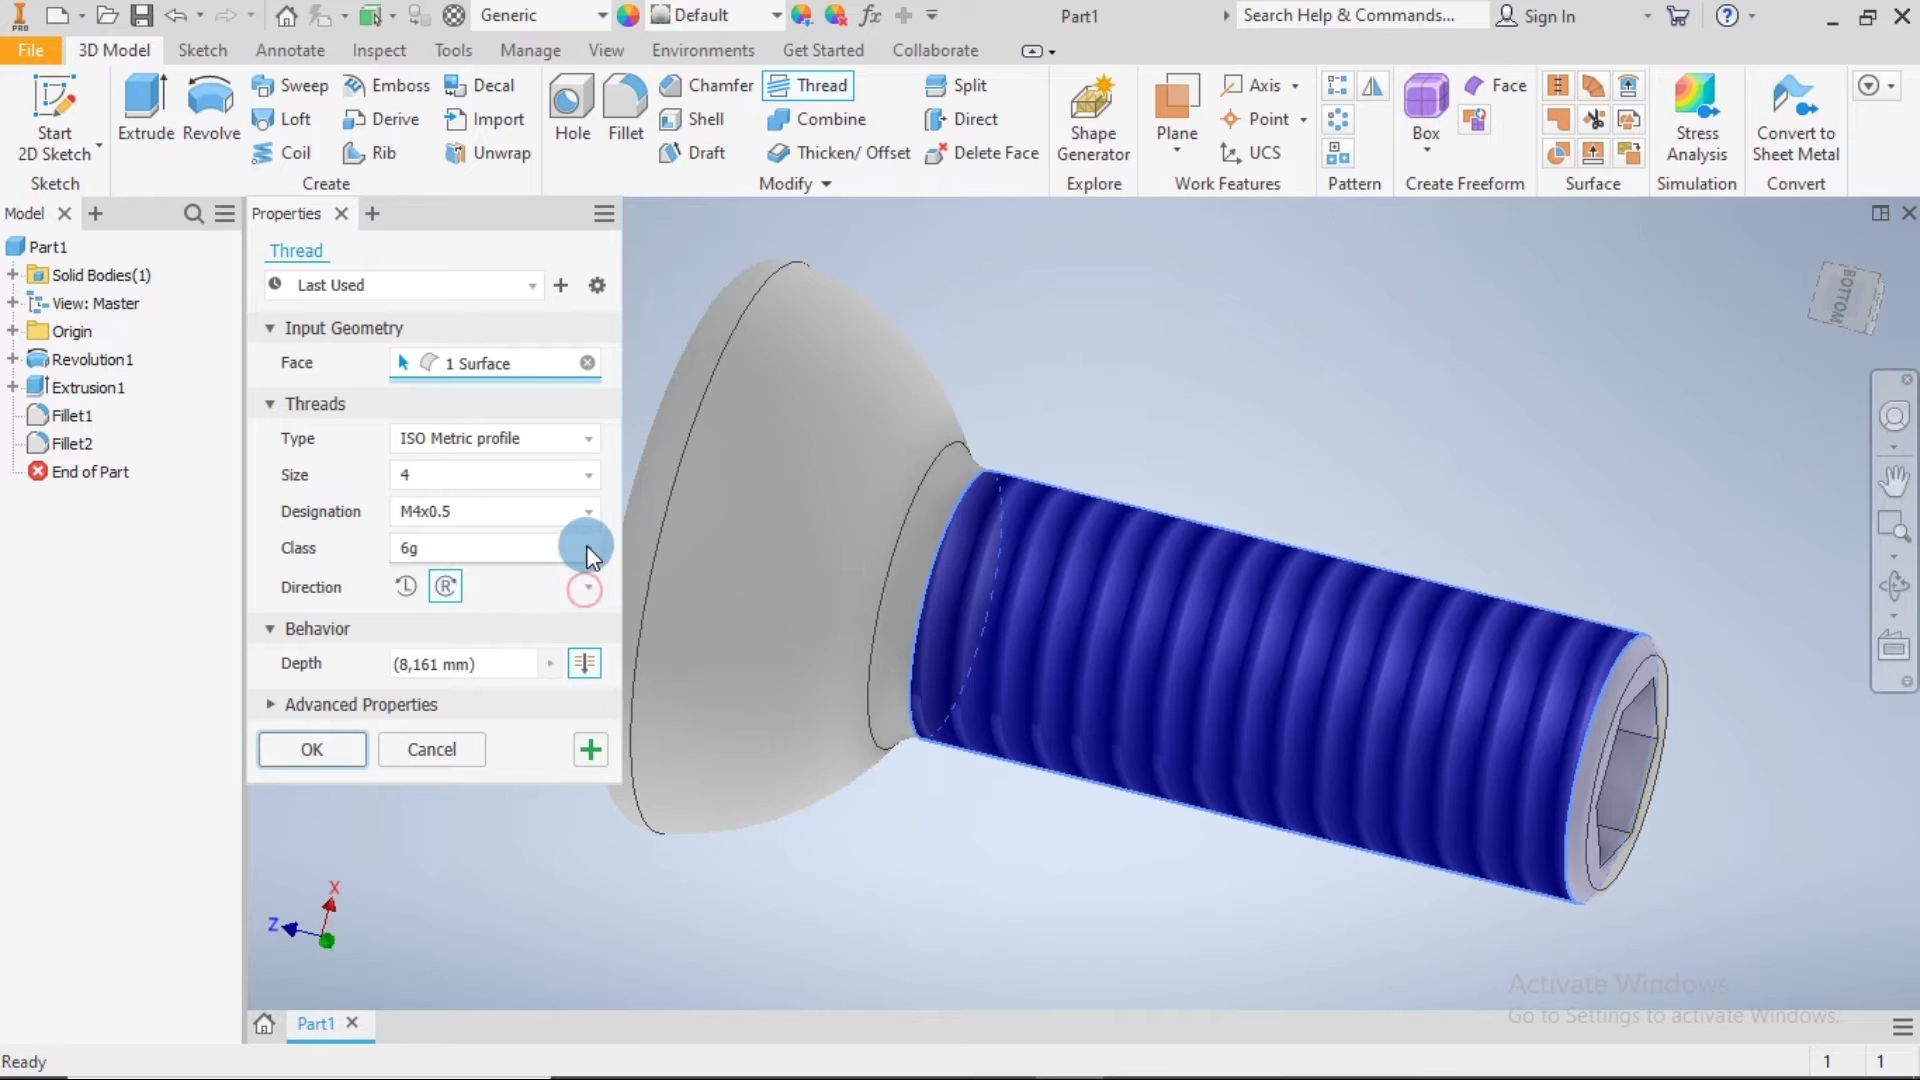 PRO
Generic
Default
fx
Part1
Search Help & Commands...
Sign In
File
3D Model
Sketch
Annotate
Inspect
Tools
Manage
View
Environments
Get Started
Collaborate
Start
2D Sketch
Sketch
Extrude
Revolve
Sweep
Loft
Coil
Emboss
Derive
Rib
Decal
Import
Unwrap
Create
Hole
Fillet
Chamfer
Shell
Draft
Thread
Combine
Thicken/ Offset
Split
Direct
Delete Face
Modify
Shape
Generator
Explore
Plane
Axis
Point
UCS
Work Features
Pattern
Box
Face
Create Freeform
Surface
Stress
Analysis
Simulation
Convert to
Sheet Metal
Convert
Model
Part1
Solid Bodies(1)
View: Master
Origin
Revolution1
Extrusion1
Fillet1
Fillet2
End of Part
Properties
Thread
Last Used
Input Geometry
Face
1 Surface
Threads
Type
ISO Metric profile
Size
4
Designation
M4x0.5
Class
6g
Direction
L
R
Behavior
Depth
(8,161 mm)
Advanced Properties
OK
Cancel
BOTTOM
X
Z
Activate Windows
Go to Settings to activate Windows.
Part1
Ready
1
1